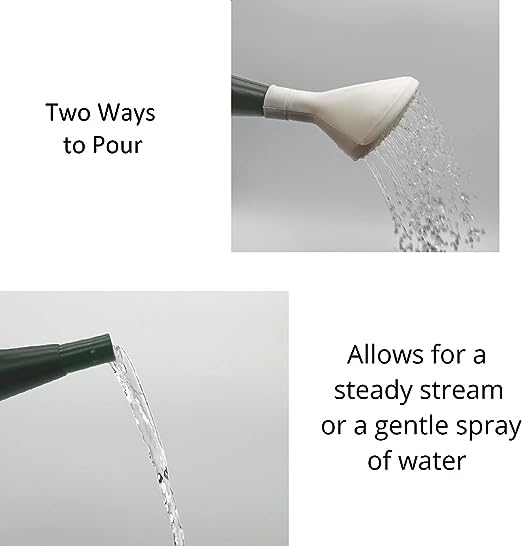 Two Ways
to Pour
Allows for a
steady stream
or a gentle spray
of water